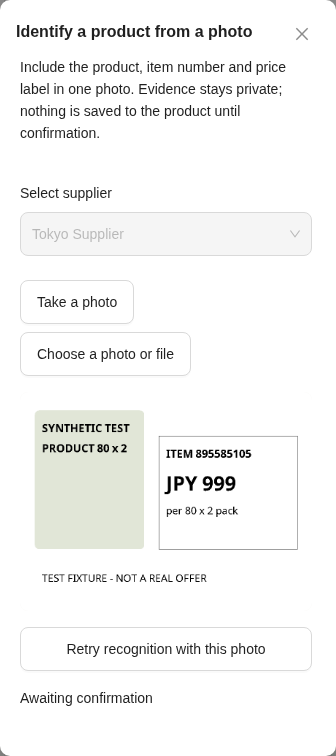 Identify a product from a photo
Include the product, item number and price
label in one photo. Evidence stays private;
nothing is saved to the product until
confirmation.
Select supplier
Tokyo Supplier
Take a photo
Choose a photo or file
SYNTHETIC TEST
PRODUCT 80 x 2
ITEM 895585105
JPY 999
per 80 x 2 pack
TEST FIXTURE - NOT A REAL OFFER
Retry recognition with this photo
Awaiting confirmation